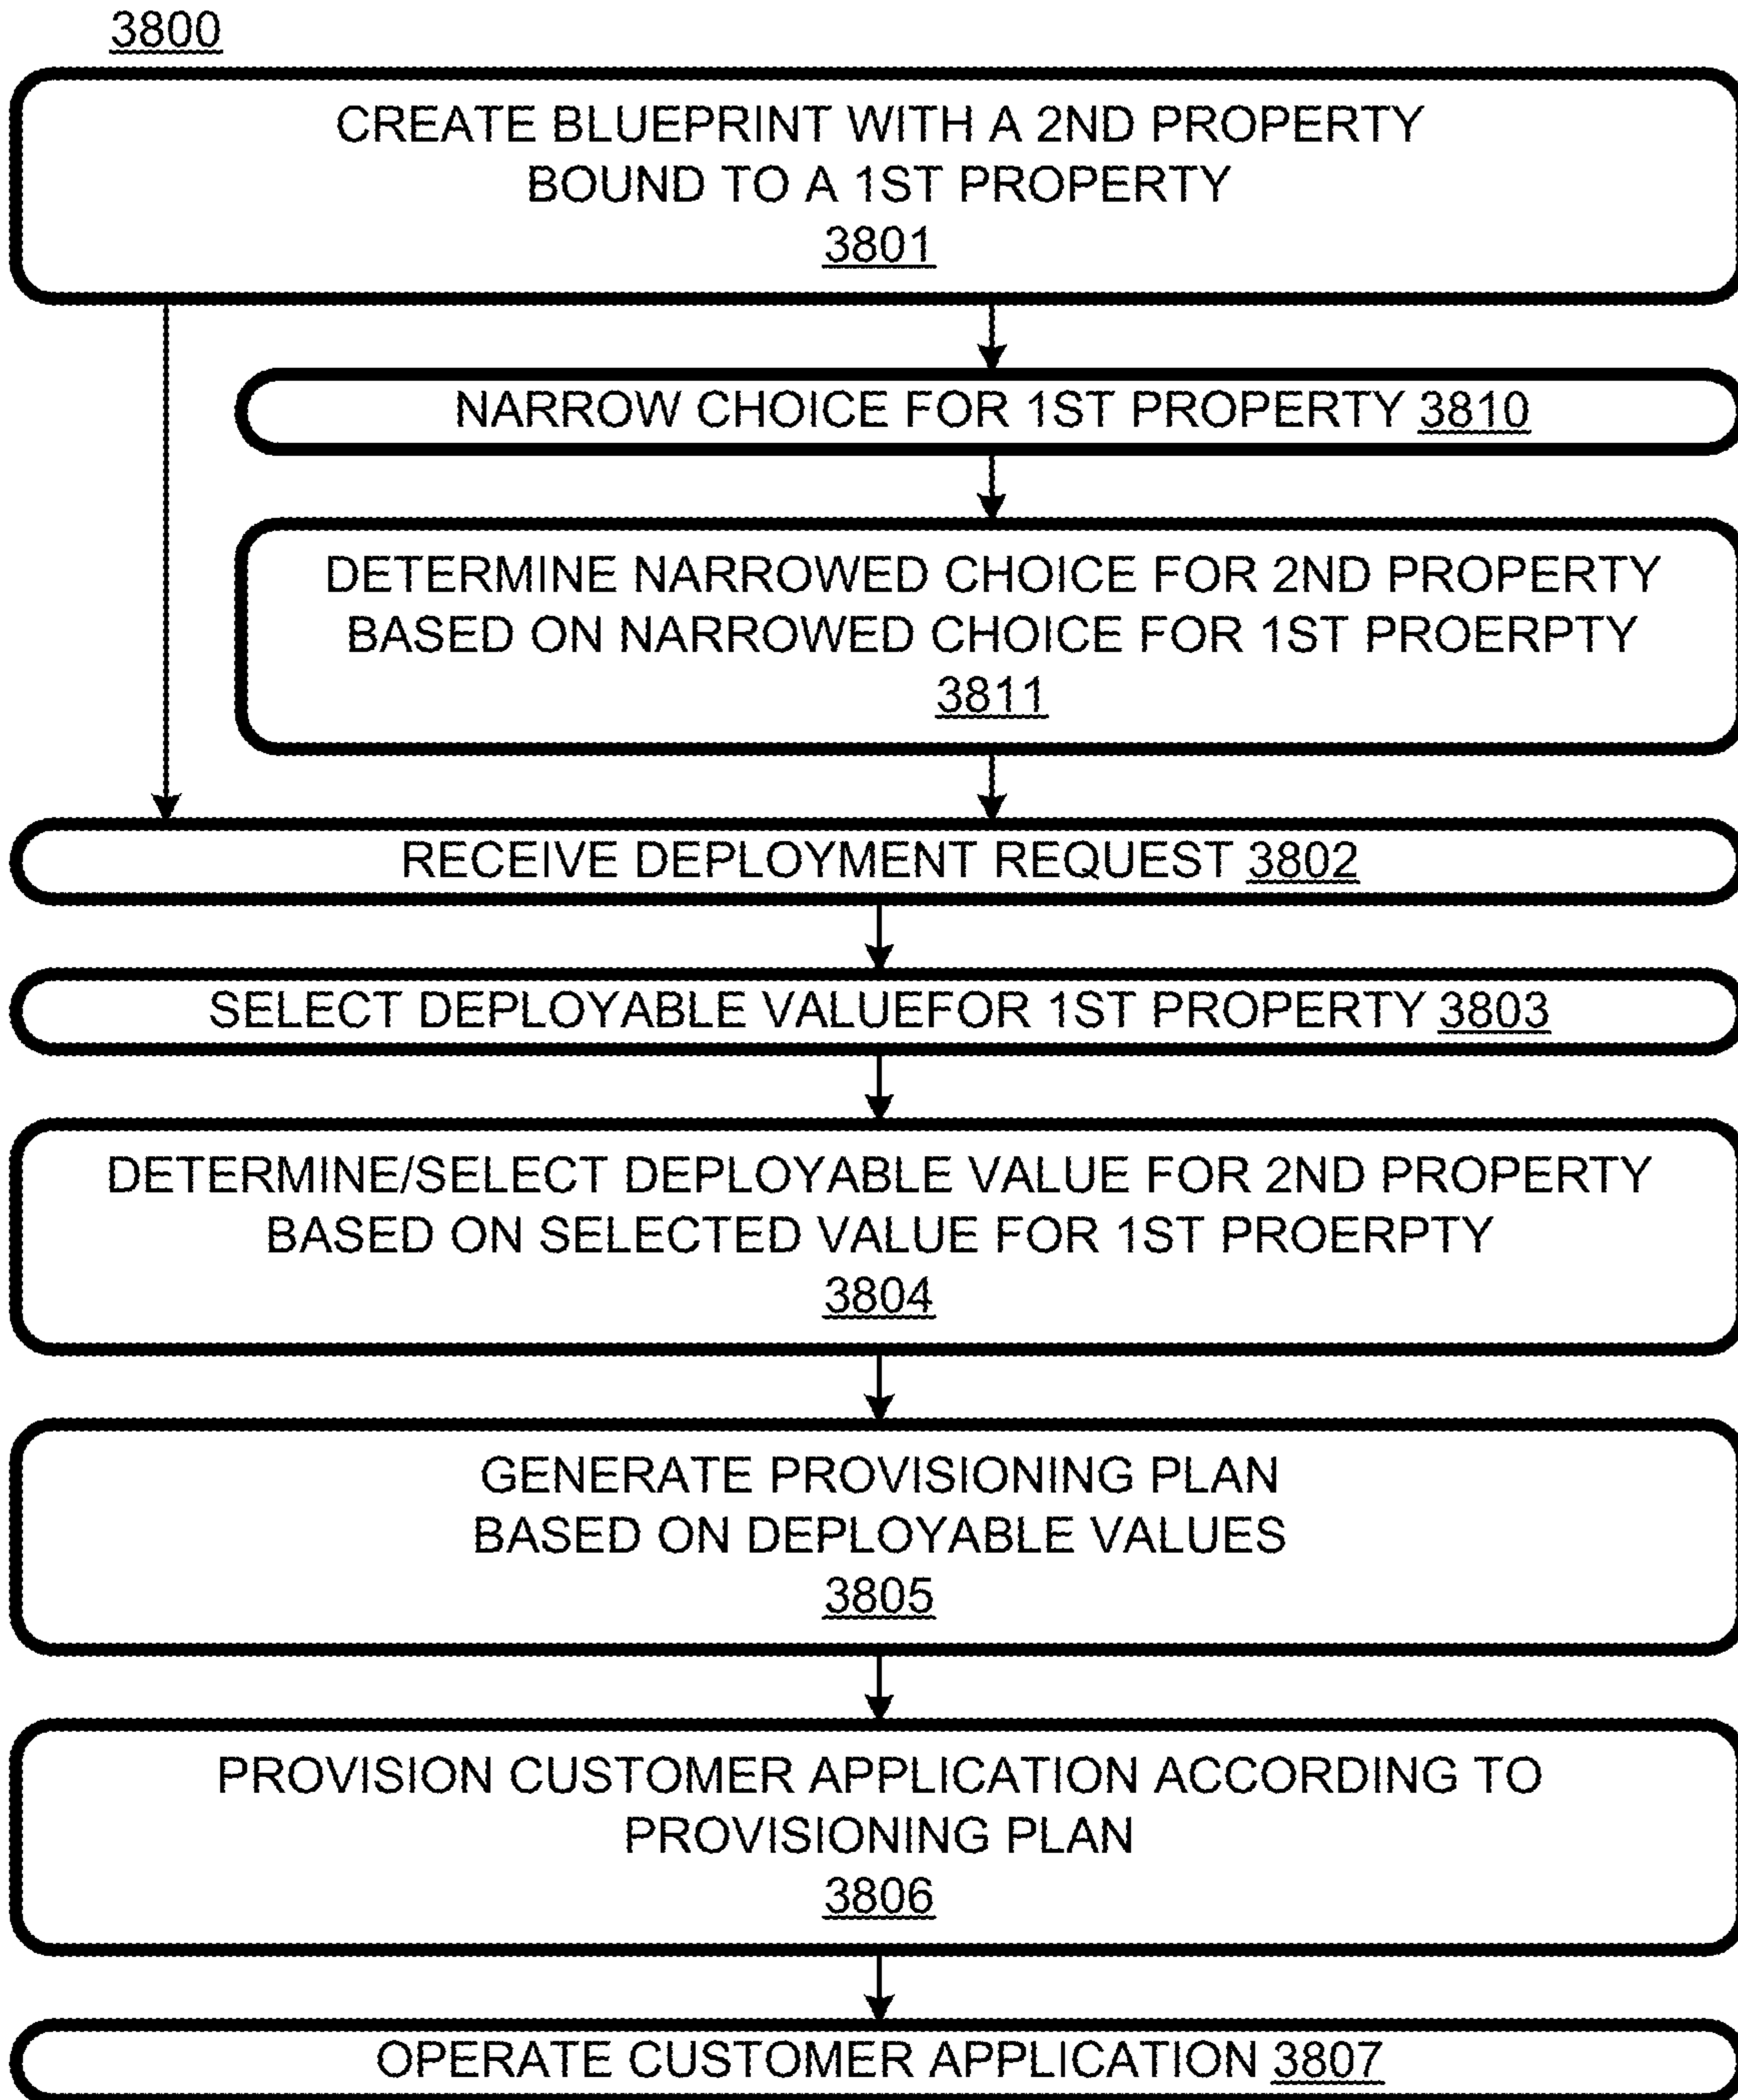 3800
CREATE BLUEPRINT WITH A 2ND PROPERTY
BOUND TO A 1ST PROPERTY
3801
NARROW CHOICE FOR 1ST PROPERTY 3810
DETERMINE NARROWED CHOICE FOR 2ND PROPERTY
BASED ON NARROWED CHOICE FOR 1ST PROERPTY
3811
RECEIVE DEPLOYMENT REQUEST 3802
SELECT DEPLOYABLE VALUEFOR 1ST PROPERTY 3803
DETERMINE/SELECT DEPLOYABLE VALUE FOR 2ND PROPERTY
BASED ON SELECTED VALUE FOR 1ST PROERPTY
3804
GENERATE PROVISIONING PLAN
BASED ON DEPLOYABLE VALUES
3805
PROVISION CUSTOMER APPLICATION ACCORDING TO
PROVISIONING PLAN
3806
OPERATE CUSTOMER APPLICATION 3807